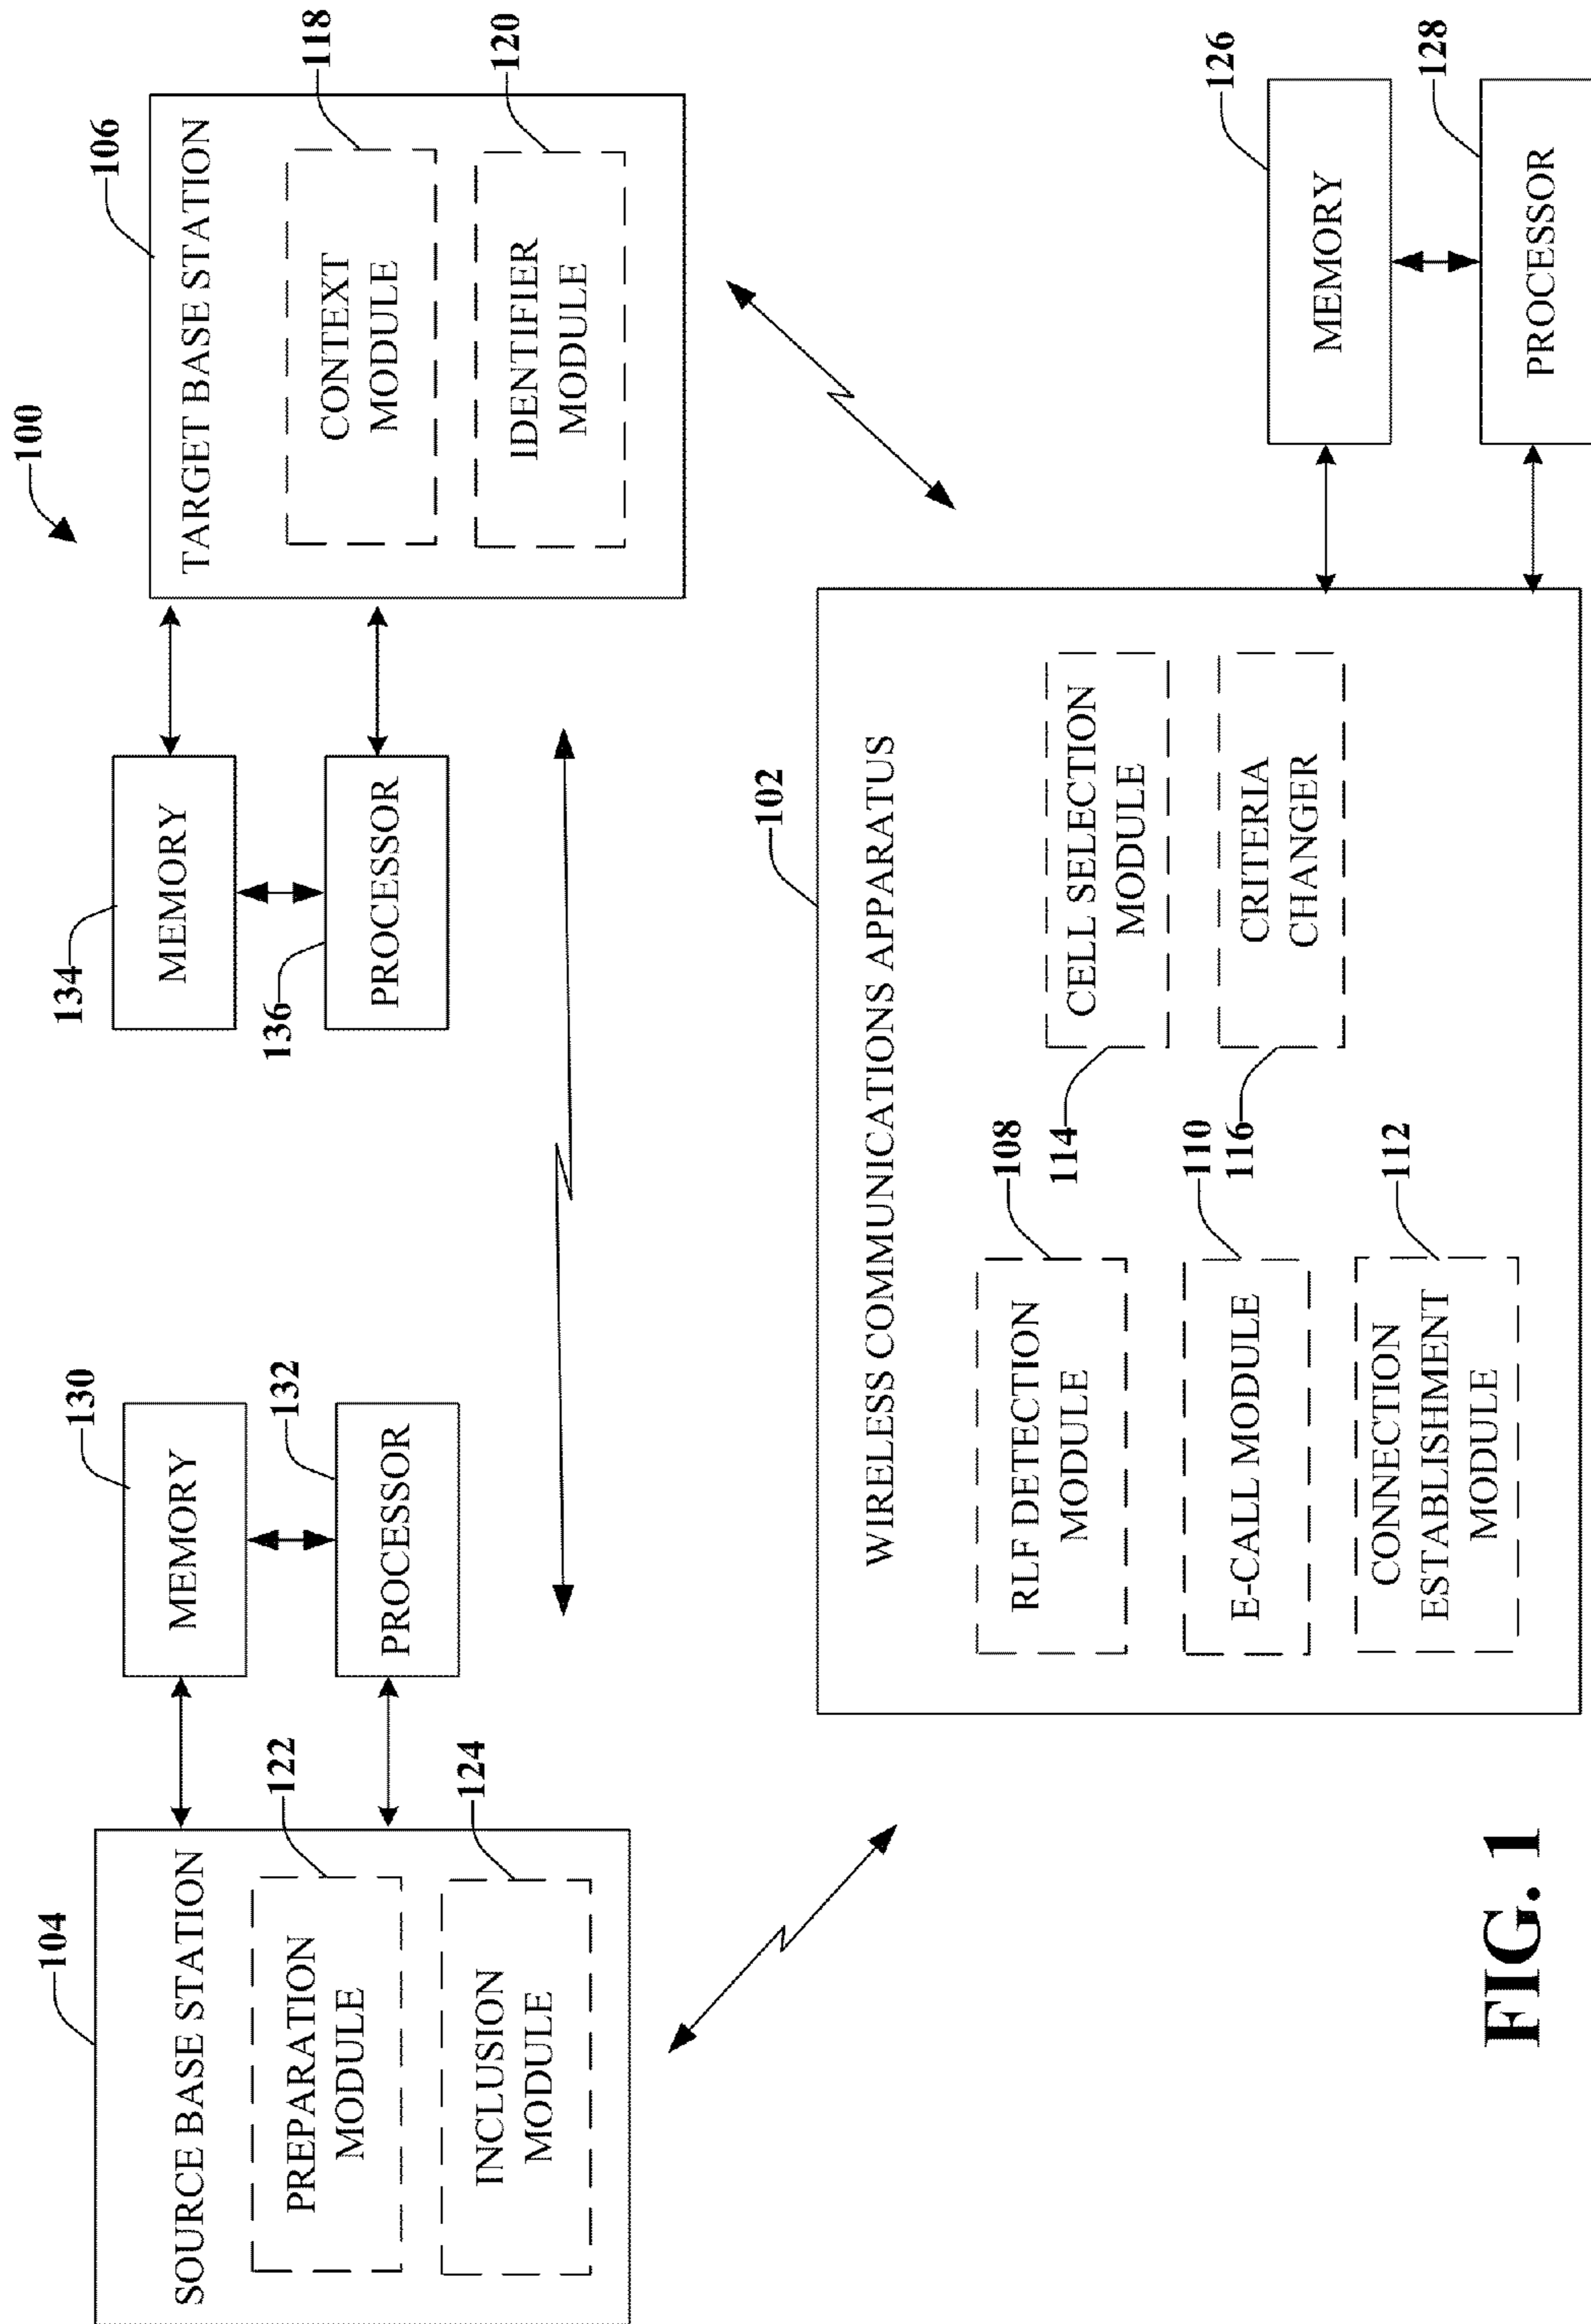 100
104
SOURCE BASE STATION
PREPARATION
MODULE
122
INCLUSION
MODULE
124
130
MEMORY
132
PROCESSOR
134
MEMORY
136
PROCESSOR
106
TARGET BASE STATION
CONTEXT
MODULE
118
IDENTIFIER
MODULE
120
102
WIRELESS COMMUNICATIONS APPARATUS
RLF DETECTION
MODULE
108
E-CALL MODULE
110
CONNECTION
ESTABLISHMENT
MODULE
112
CELL SELECTION
MODULE
114
CRITERIA
CHANGER
116
126
MEMORY
128
PROCESSOR
FIG. 1